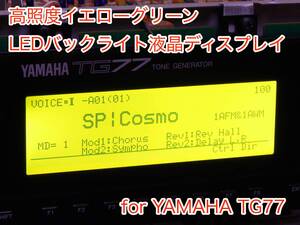 高照度イエローグリーン
LEDバックライト液晶ディスプレイ
YAMAHA TG77 TONE GENERATOR
VOICE•I -A01(01) 100
SP|Cosmo 1AFM&1AWM
MD= 1 Mod1:Chorus Rev1:Rev Hall
Mod2:Sympho Rev2:Delay L,R
Ctrl Dir
for YAMAHA TG77